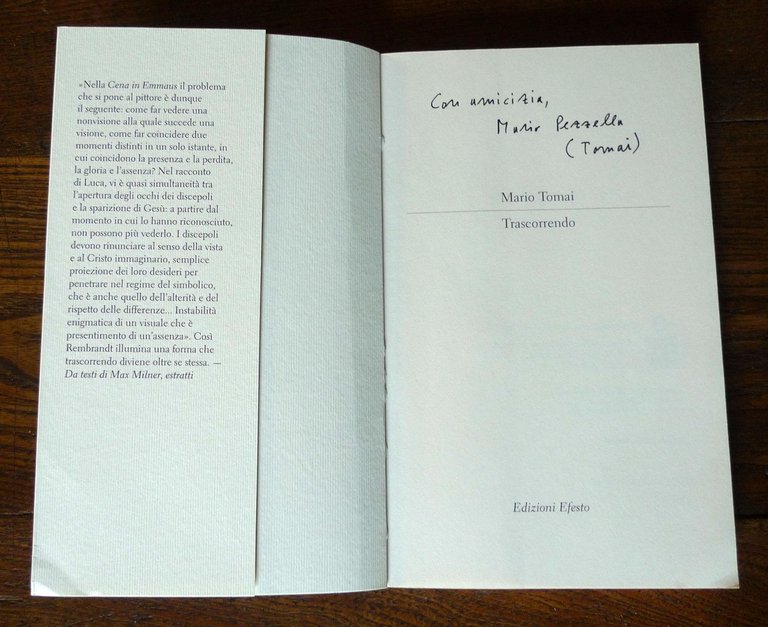 «Nella Cena in Emmaus il problema
che si pone al pittore è dunque
il seguente: come far vedere una
nonvisione alla quale succede una
visione, come far coincidere due
momenti distinti in un solo istante, in
cui coincidono la presenza e la perdita,
la gloria e l'assenza? Nel racconto
di Luca, vi è quasi simultaneità tra
l'apertura degli occhi dei discepoli
e la sparizione di Gesù: a partire dal
momento in cui lo hanno riconosciuto,
non possono più vederlo. I discepoli
devono rinunciare al senso della vista
e al Cristo immaginario, semplice
proiezione dei loro desideri per
penetrare nel regime del simbolico,
che è anche quello dell'alterità e del
rispetto delle differenze... Instabilità
enigmatica di un visuale che è
presentimento di un'assenza». Così
Rembrandt illumina una forma che
trascorrendo diviene oltre se stessa. —
Da testi di Max Milner, estratti
Con amicizia,
Mario Pezzella
(Tomai)
Mario Tomai
Trascorrendo
Edizioni Efesto